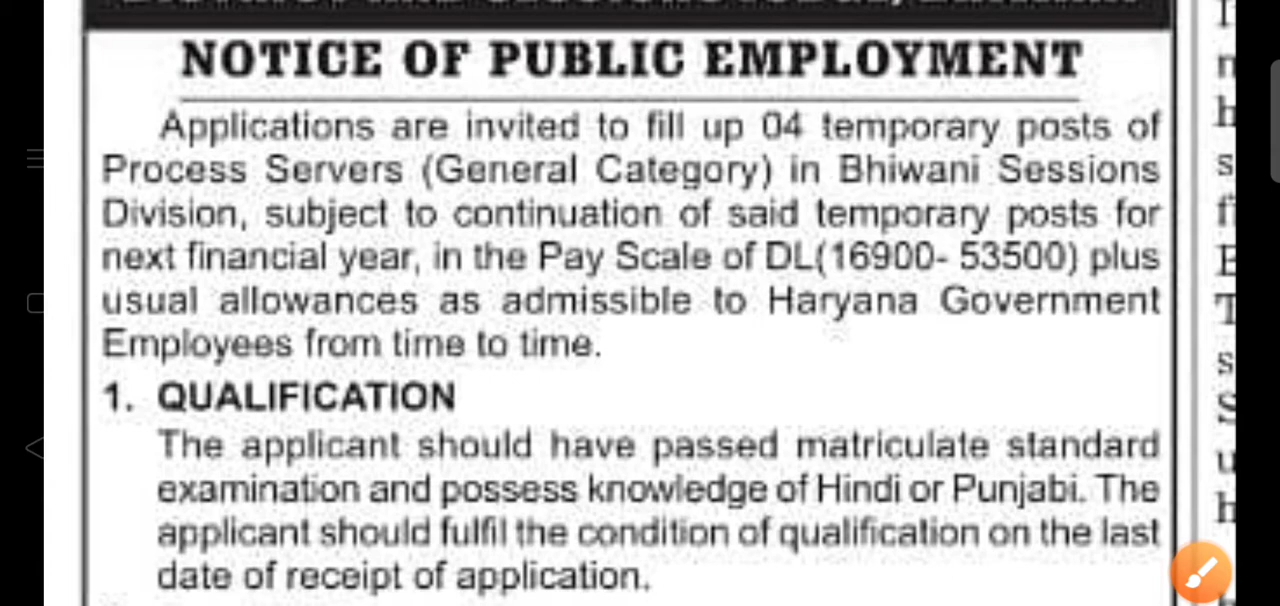 NOTICE OF PUBLIC EMPLOYMENT
Applications are invited to fill up 04 temporary posts of
Process Servers (General Category) in Bhiwani Sessions
Division, subject to continuation of said temporary posts for
next financial year, in the Pay Scale of DL(16900- 53500) plus
usual allowances as admissible to Haryana Government
Employees from time to time.
1. QUALIFICATION
The applicant should have passed matriculate standard
examination and possess knowledge of Hindi or Punjabi. The
applicant should fulfil the condition of qualification on the last
date of receipt of application.